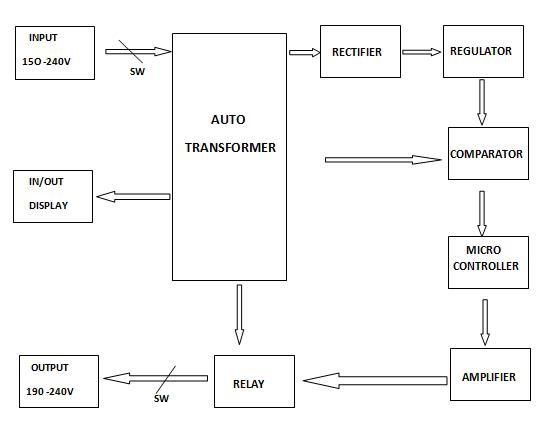 INPUT
15O -240V
SW
AUTO
TRANSFORMER
RECTIFIER
REGULATOR
COMPARATOR
IN/OUT
DISPLAY
MICRO
CONTROLLER
OUTPUT
190 -240V
SW
RELAY
AMPLIFIER